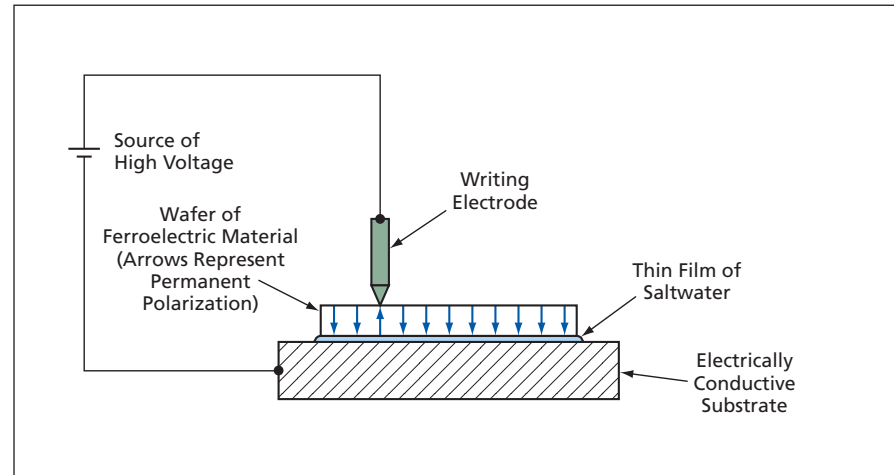 Source of
High Voltage
Writing
Electrode
Wafer of
Ferroelectric Material
(Arrows Represent
Permanent
Polarization)
Thin Film of
Saltwater
Electrically
Conductive
Substrate